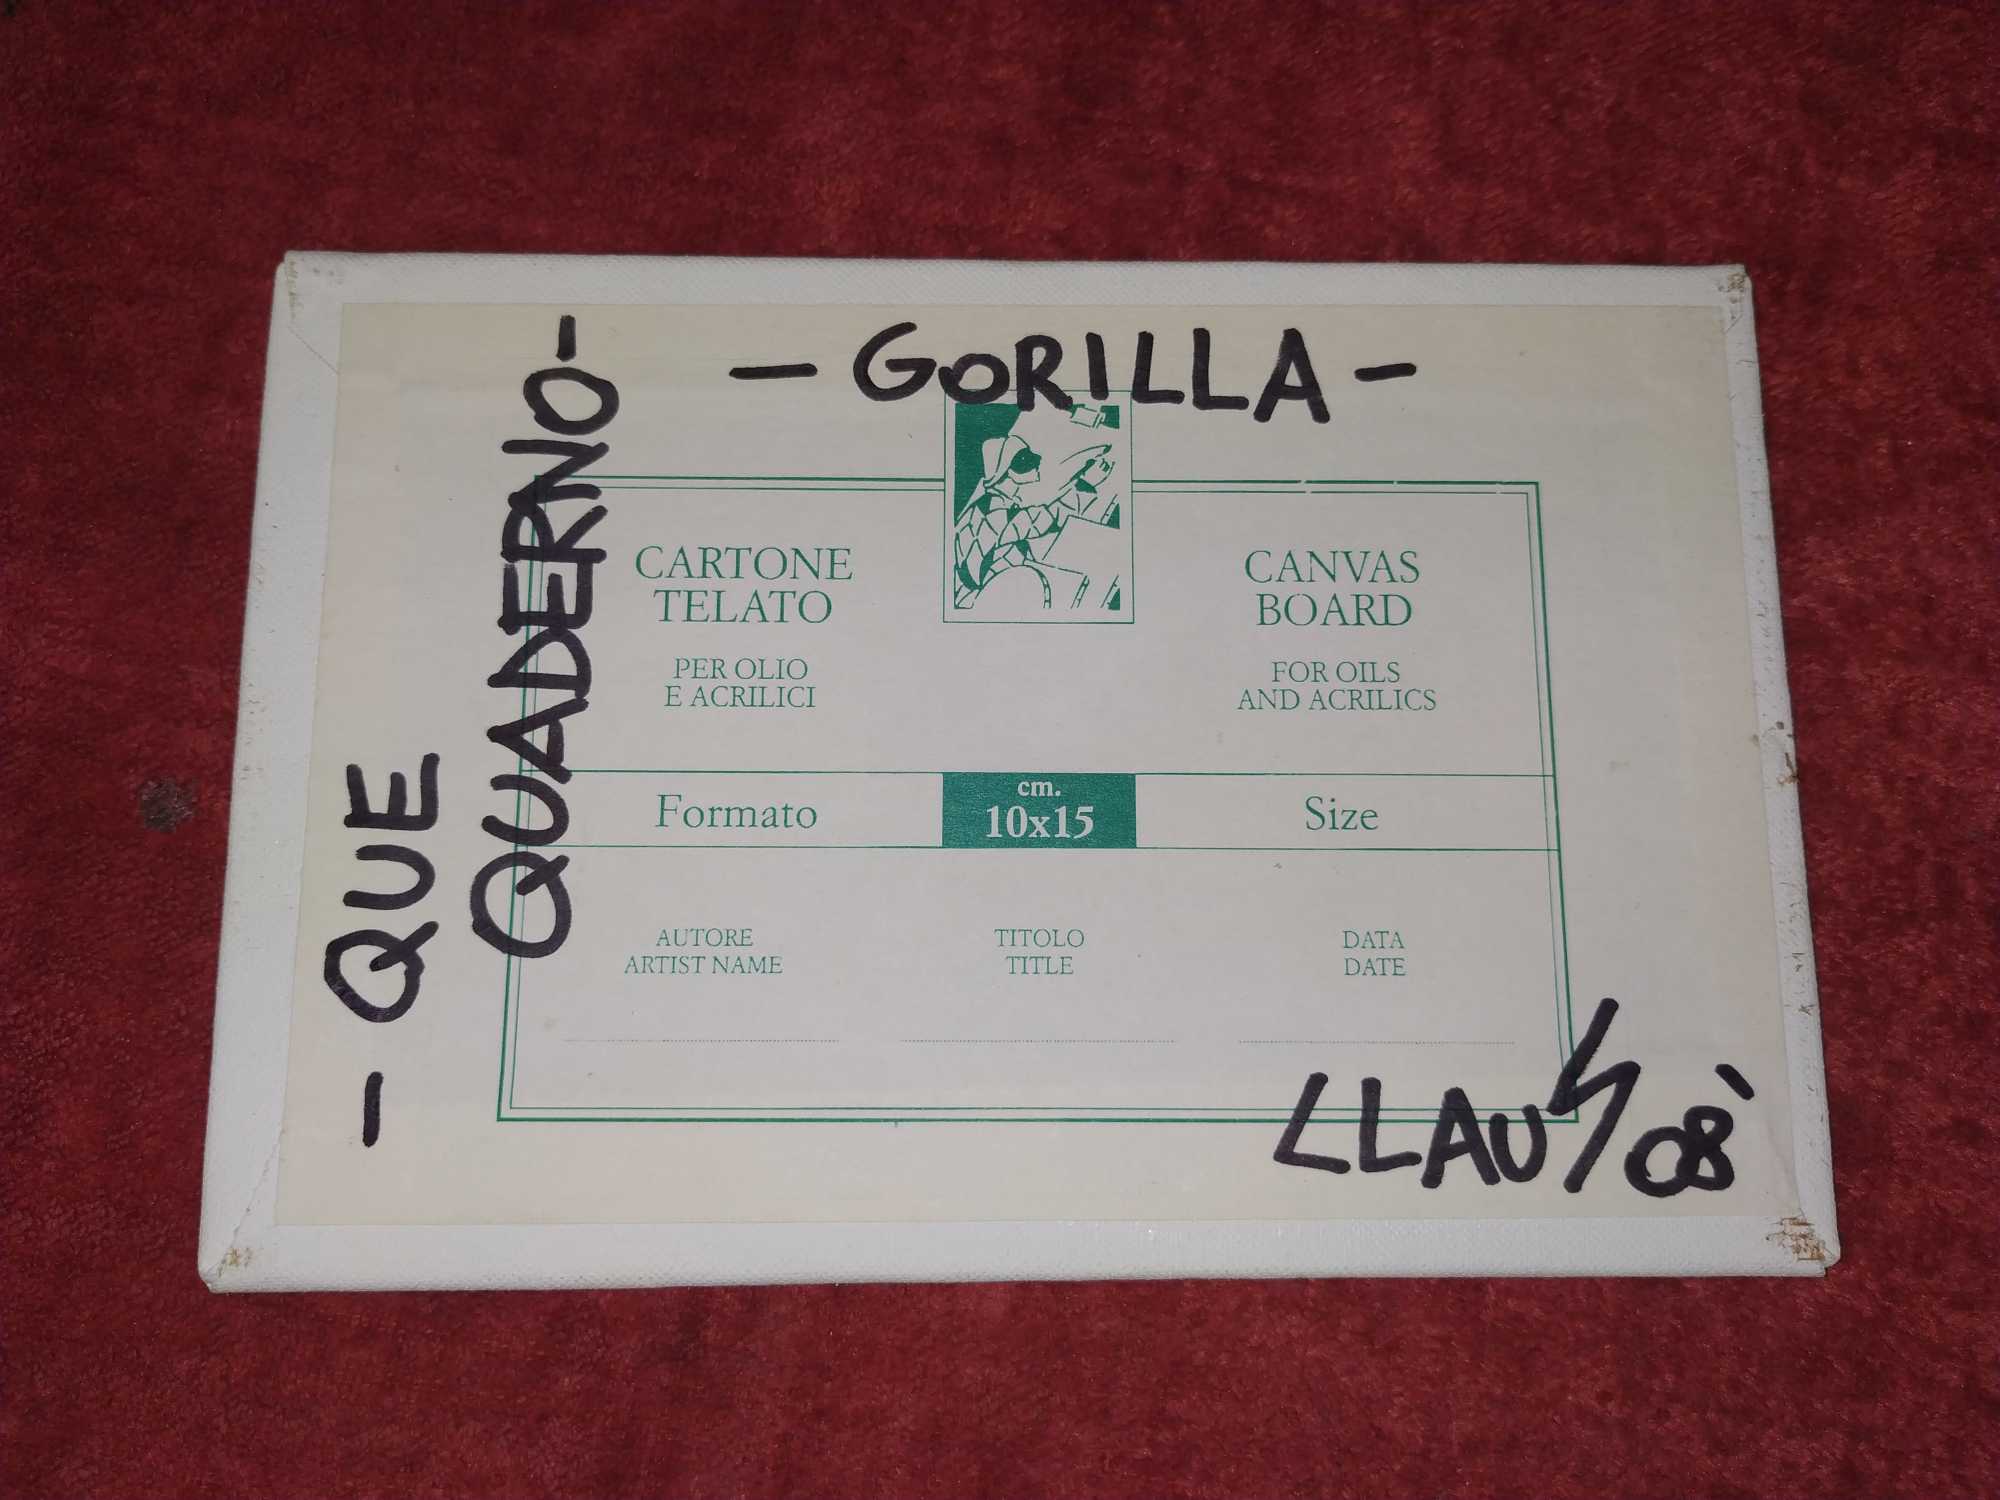 - GORILLA -
- QUE
QUADERNO -
CARTONE
TELATO
PER OLIO
E ACRILICI
CANVAS
BOARD
FOR OILS
AND ACRILICS
Formato
cm.
10x15
Size
AUTORE
ARTIST NAME
TITOLO
TITLE
DATA
DATE
LLAUS 08`